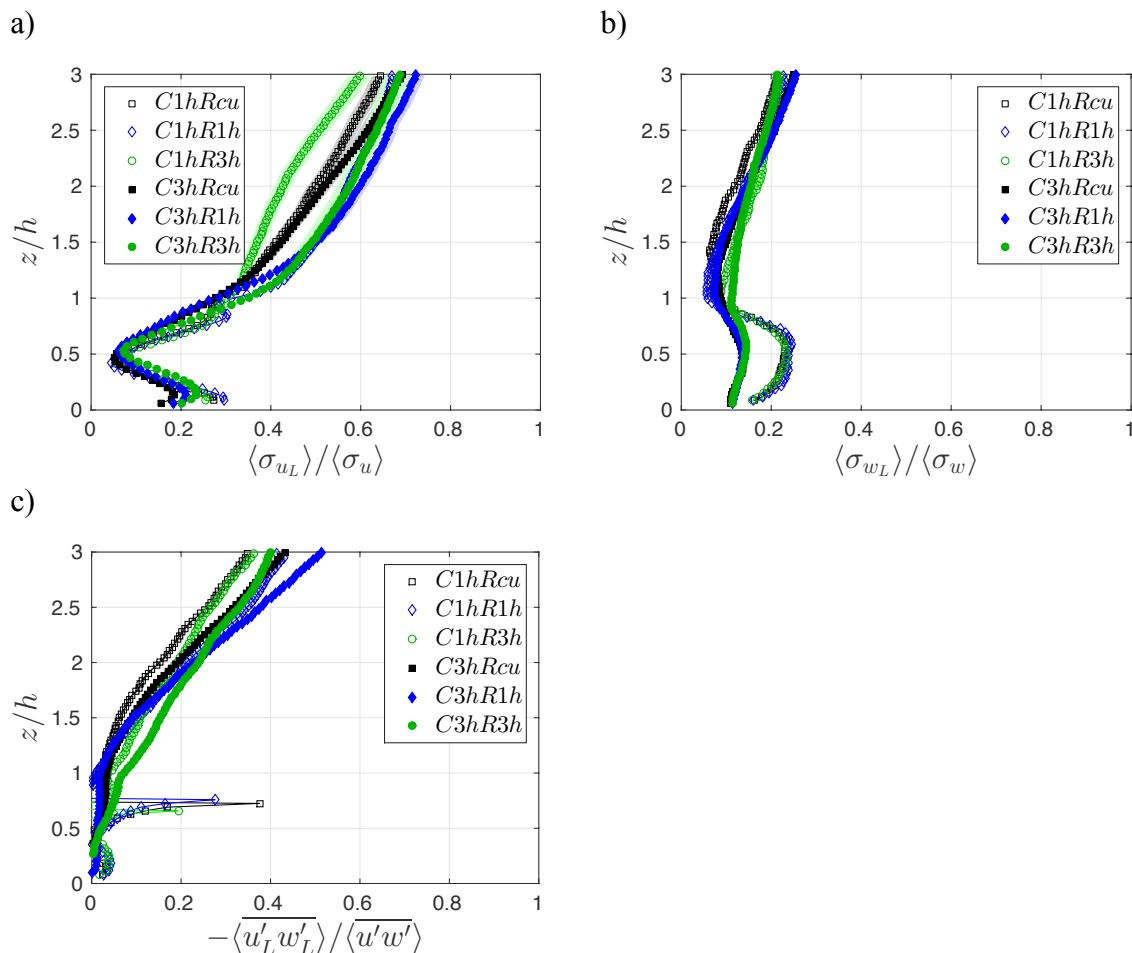 a)
3
2.5
2
1.5
1
0.5
0
z/h
C1hRcu
C1hR1h
C1hR3h
C3hRcu
C3hR1h
C3hR3h
0 0.2 0.4 0.6 0.8 1
⟨σ_{u_L}⟩/⟨σ_u⟩
b)
3
2.5
2
1.5
1
0.5
0
z/h
C1hRcu
C1hR1h
C1hR3h
C3hRcu
C3hR1h
C3hR3h
0 0.2 0.4 0.6 0.8 1
⟨σ_{w_L}⟩/⟨σ_w⟩
c)
3
2.5
2
1.5
1
0.5
0
z/h
C1hRcu
C1hR1h
C1hR3h
C3hRcu
C3hR1h
C3hR3h
0 0.2 0.4 0.6 0.8 1
−⟨\overline{u'_L w'_L}⟩/⟨\overline{u'w'}⟩